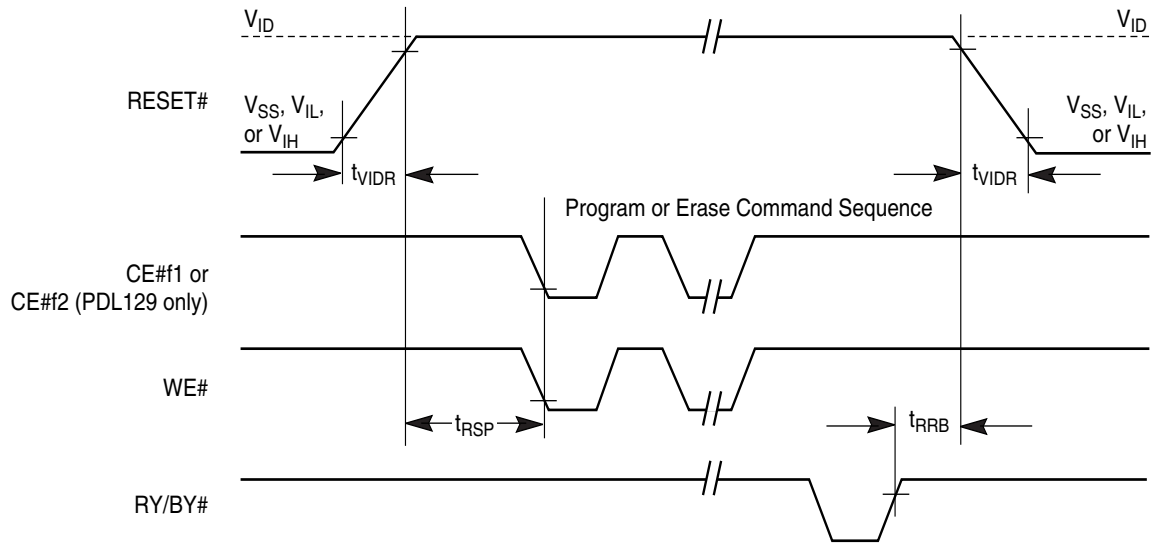 V_ID
V_ID
RESET#
V_SS, V_IL,
or V_IH
V_SS, V_IL,
or V_IH
t_VIDR
t_VIDR
Program or Erase Command Sequence
CE#f1 or
CE#f2 (PDL129 only)
WE#
t_RSP
t_RRB
RY/BY#